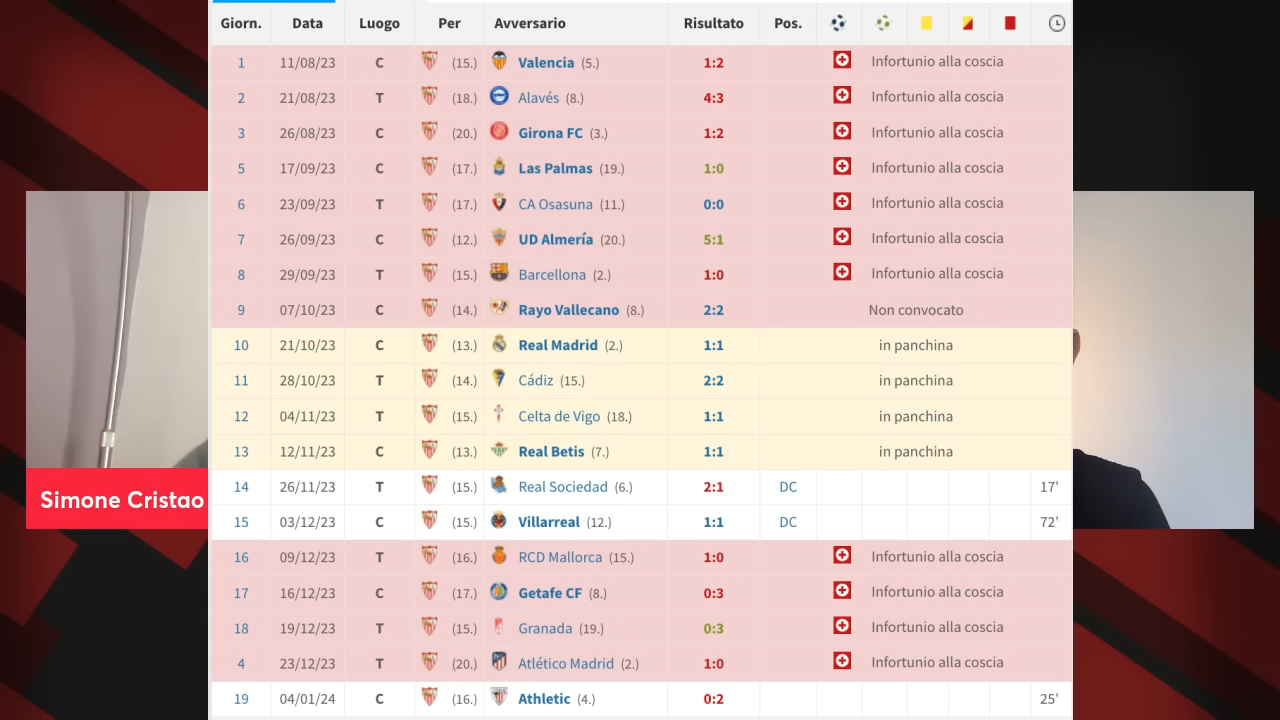 Giorn. Data Luogo Per Avversario Risultato Pos.
1 11/08/23 C (15.) Valencia (5.) 1:2 Infortunio alla coscia
2 21/08/23 T (18.) Alavés (8.) 4:3 Infortunio alla coscia
3 26/08/23 C (20.) Girona FC (3.) 1:2 Infortunio alla coscia
5 17/09/23 C (17.) Las Palmas (19.) 1:0 Infortunio alla coscia
6 23/09/23 T (17.) CA Osasuna (11.) 0:0 Infortunio alla coscia
7 26/09/23 C (12.) UD Almería (20.) 5:1 Infortunio alla coscia
8 29/09/23 T (15.) Barcellona (2.) 1:0 Infortunio alla coscia
9 07/10/23 C (14.) Rayo Vallecano (8.) 2:2 Non convocato
10 21/10/23 C (13.) Real Madrid (2.) 1:1 in panchina
11 28/10/23 T (14.) Cádiz (15.) 2:2 in panchina
12 04/11/23 T (15.) Celta de Vigo (18.) 1:1 in panchina
13 12/11/23 C (13.) Real Betis (7.) 1:1 in panchina
14 26/11/23 T (15.) Real Sociedad (6.) 2:1 DC 17'
15 03/12/23 C (15.) Villarreal (12.) 1:1 DC 72'
16 09/12/23 T (16.) RCD Mallorca (15.) 1:0 Infortunio alla coscia
17 16/12/23 C (17.) Getafe CF (8.) 0:3 Infortunio alla coscia
18 19/12/23 T (15.) Granada (19.) 0:3 Infortunio alla coscia
4 23/12/23 T (20.) Atlético Madrid (2.) 1:0 Infortunio alla coscia
19 04/01/24 C (16.) Athletic (4.) 0:2 25'
Simone Cristao